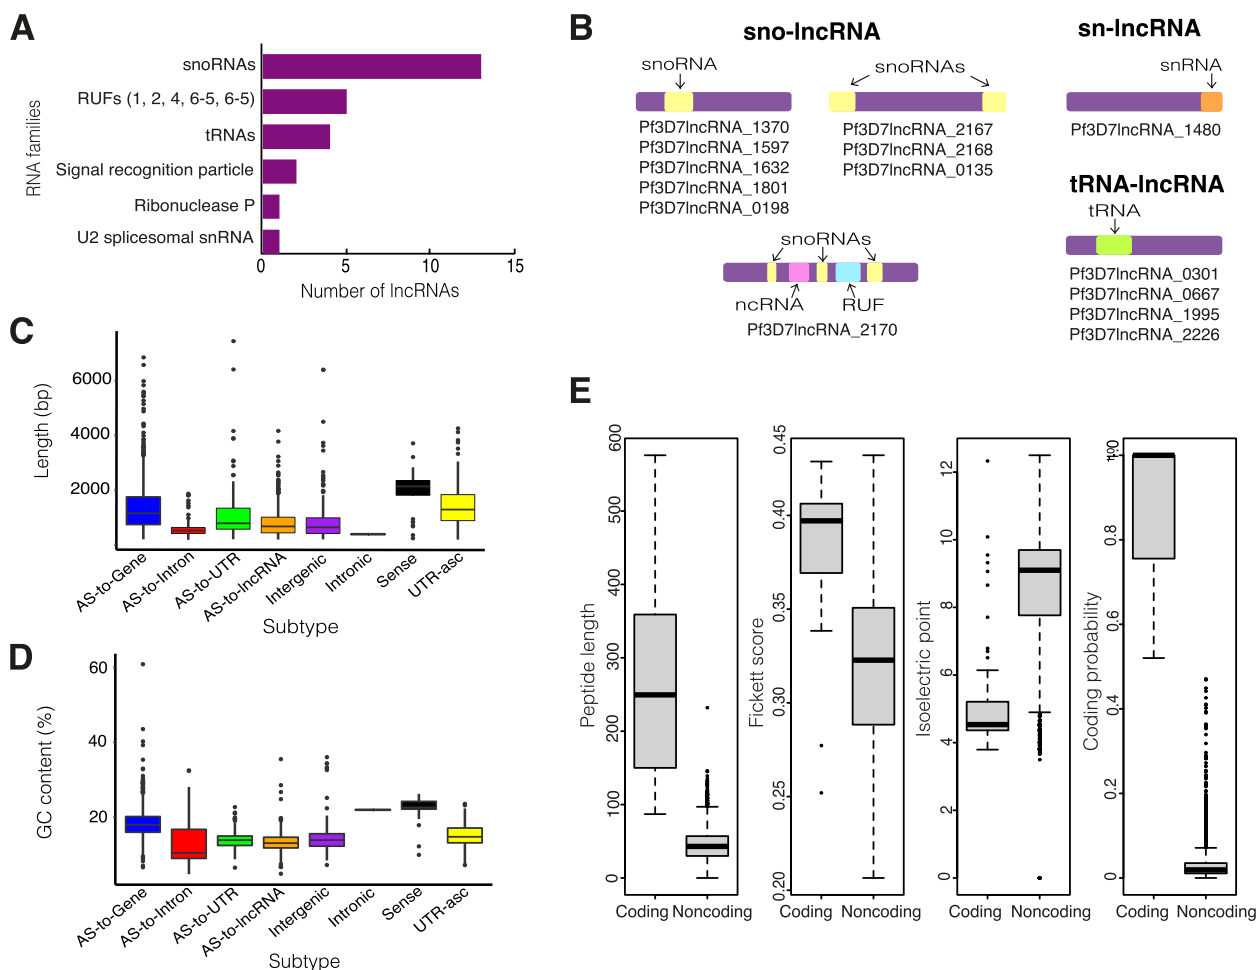 A
RNA families
snoRNAs
RUFs (1, 2, 4, 6-5, 6-5)
tRNAs
Signal recognition particle
Ribonuclease P
U2 splicesomal snRNA
0 5 10 15
Number of lncRNAs
B
sno-lncRNA
snoRNA
Pf3D7lncRNA_1370
Pf3D7lncRNA_1597
Pf3D7lncRNA_1632
Pf3D7lncRNA_1801
Pf3D7lncRNA_0198
snoRNAs
Pf3D7lncRNA_2167
Pf3D7lncRNA_2168
Pf3D7lncRNA_0135
snoRNAs
ncRNA RUF
Pf3D7lncRNA_2170
sn-lncRNA
snRNA
Pf3D7lncRNA_1480
tRNA-lncRNA
tRNA
Pf3D7lncRNA_0301
Pf3D7lncRNA_0667
Pf3D7lncRNA_1995
Pf3D7lncRNA_2226
C
Length (bp)
6000
4000
2000
AS-to-Gene
AS-to-Intron
AS-to-UTR
AS-to-lncRNA
Intergenic
Intronic
Sense
UTR-asc
Subtype
D
GC content (%)
60
40
20
AS-to-Gene
AS-to-Intron
AS-to-UTR
AS-to-lncRNA
Intergenic
Intronic
Sense
UTR-asc
Subtype
E
Peptide length
0 100 200 300 400 500 600
Coding Noncoding
Fickett score
0.20 0.25 0.30 0.35 0.40 0.45
Coding Noncoding
Isoelectric point
0 2 4 6 8 10 12
Coding Noncoding
Coding probability
0 0.2 0.4 0.6 0.8
Coding Noncoding